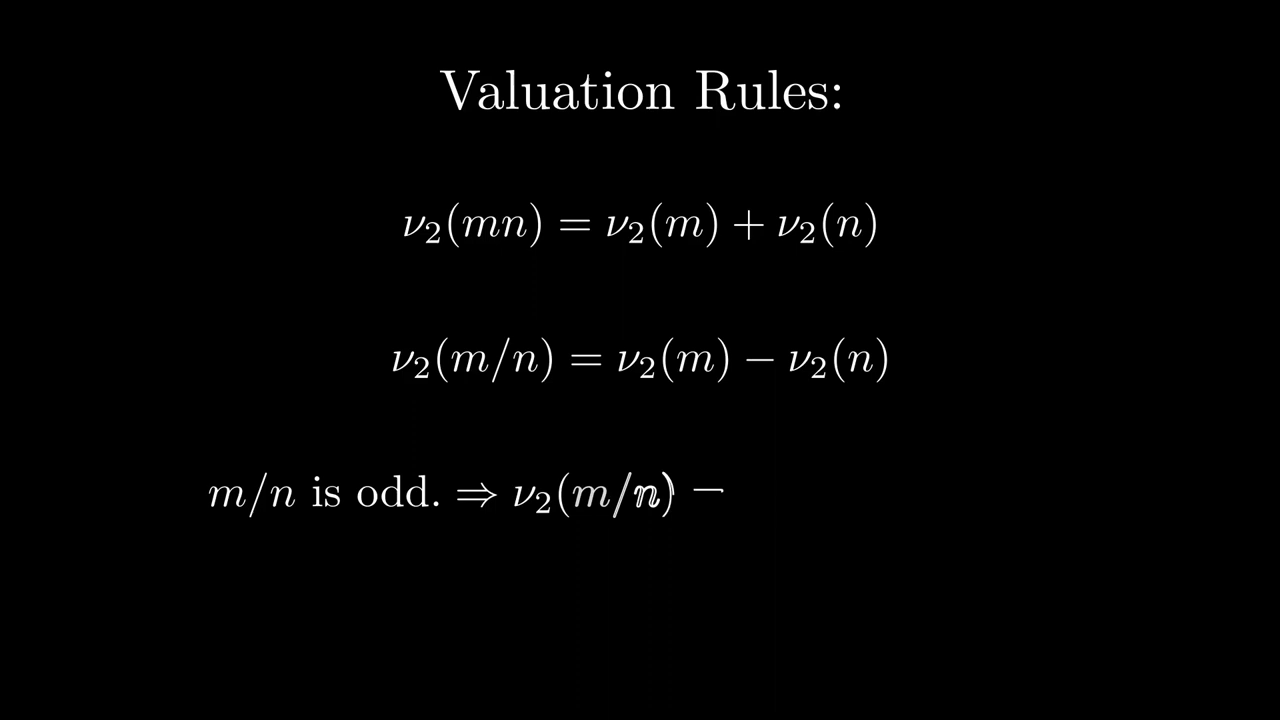 Valuation Rules:
ν₂(mn) = ν₂(m) + ν₂(n)
ν₂(m/n) = ν₂(m) − ν₂(n)
m/n is odd. ⇒ ν₂(m/n)